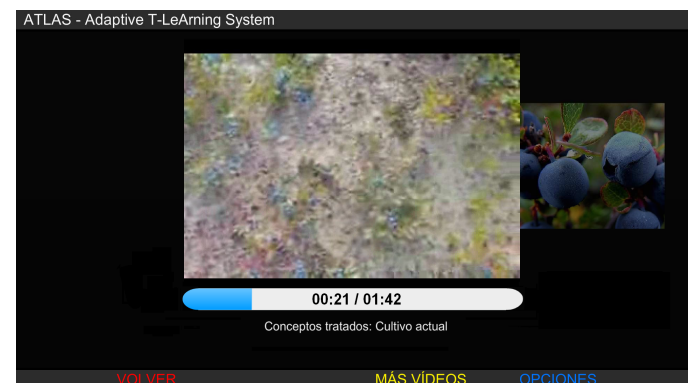 ATLAS - Adaptive T-LeArning System
00:21 / 01:42
Conceptos tratados: Cultivo actual
VOLVER MÁS VÍDEOS OPCIONES